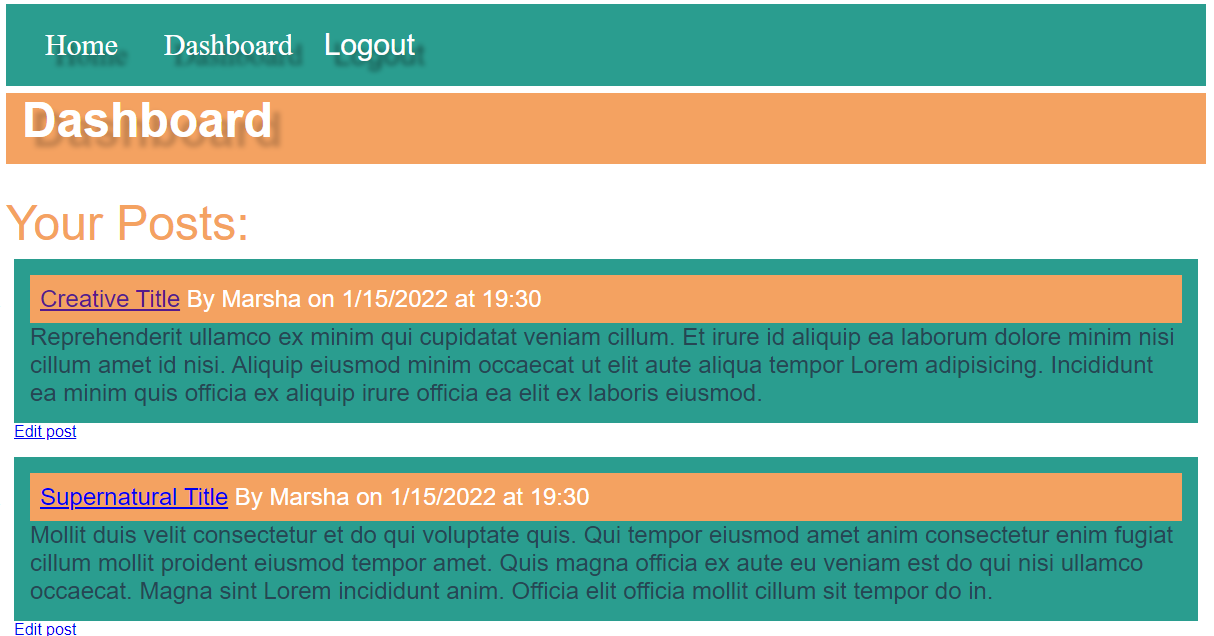 Home Dashboard Logout
Dashboard
Your Posts:
Creative Title By Marsha on 1/15/2022 at 19:30
Reprehenderit ullamco ex minim qui cupidatat veniam cillum. Et irure id aliquip ea laborum dolore minim nisi
cillum amet id nisi. Aliquip eiusmod minim occaecat ut elit aute aliqua tempor Lorem adipisicing. Incididunt
ea minim quis officia ex aliquip irure officia ea elit ex laboris eiusmod.
Edit post
Supernatural Title By Marsha on 1/15/2022 at 19:30
Mollit duis velit consectetur et do qui voluptate quis. Qui tempor eiusmod amet anim consectetur enim fugiat
cillum mollit proident eiusmod tempor amet. Quis magna officia ex aute eu veniam est do qui nisi ullamco
occaecat. Magna sint Lorem incididunt anim. Officia elit officia mollit cillum sit tempor do in.
Edit post